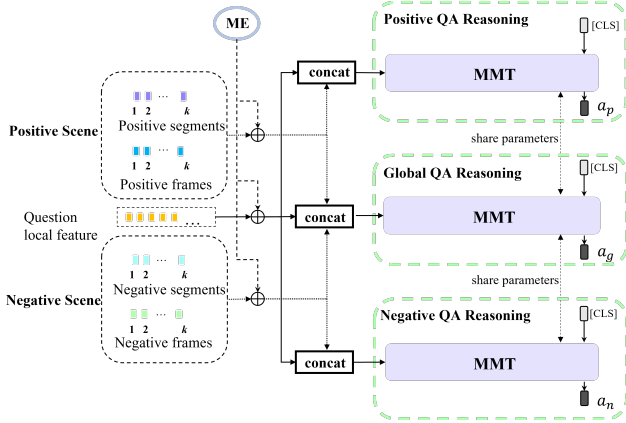 ME
Positive QA Reasoning
[CLS]
MMT
aₚ
concat
1 2 ... k
Positive segments
Positive Scene
1 2 ... k
Positive frames
share parameters
Global QA Reasoning
[CLS]
MMT
a_g
concat
Question
local feature
...
share parameters
1 2 ... k
Negative segments
Negative Scene
1 2 ... k
Negative frames
Negative QA Reasoning
[CLS]
MMT
aₙ
concat